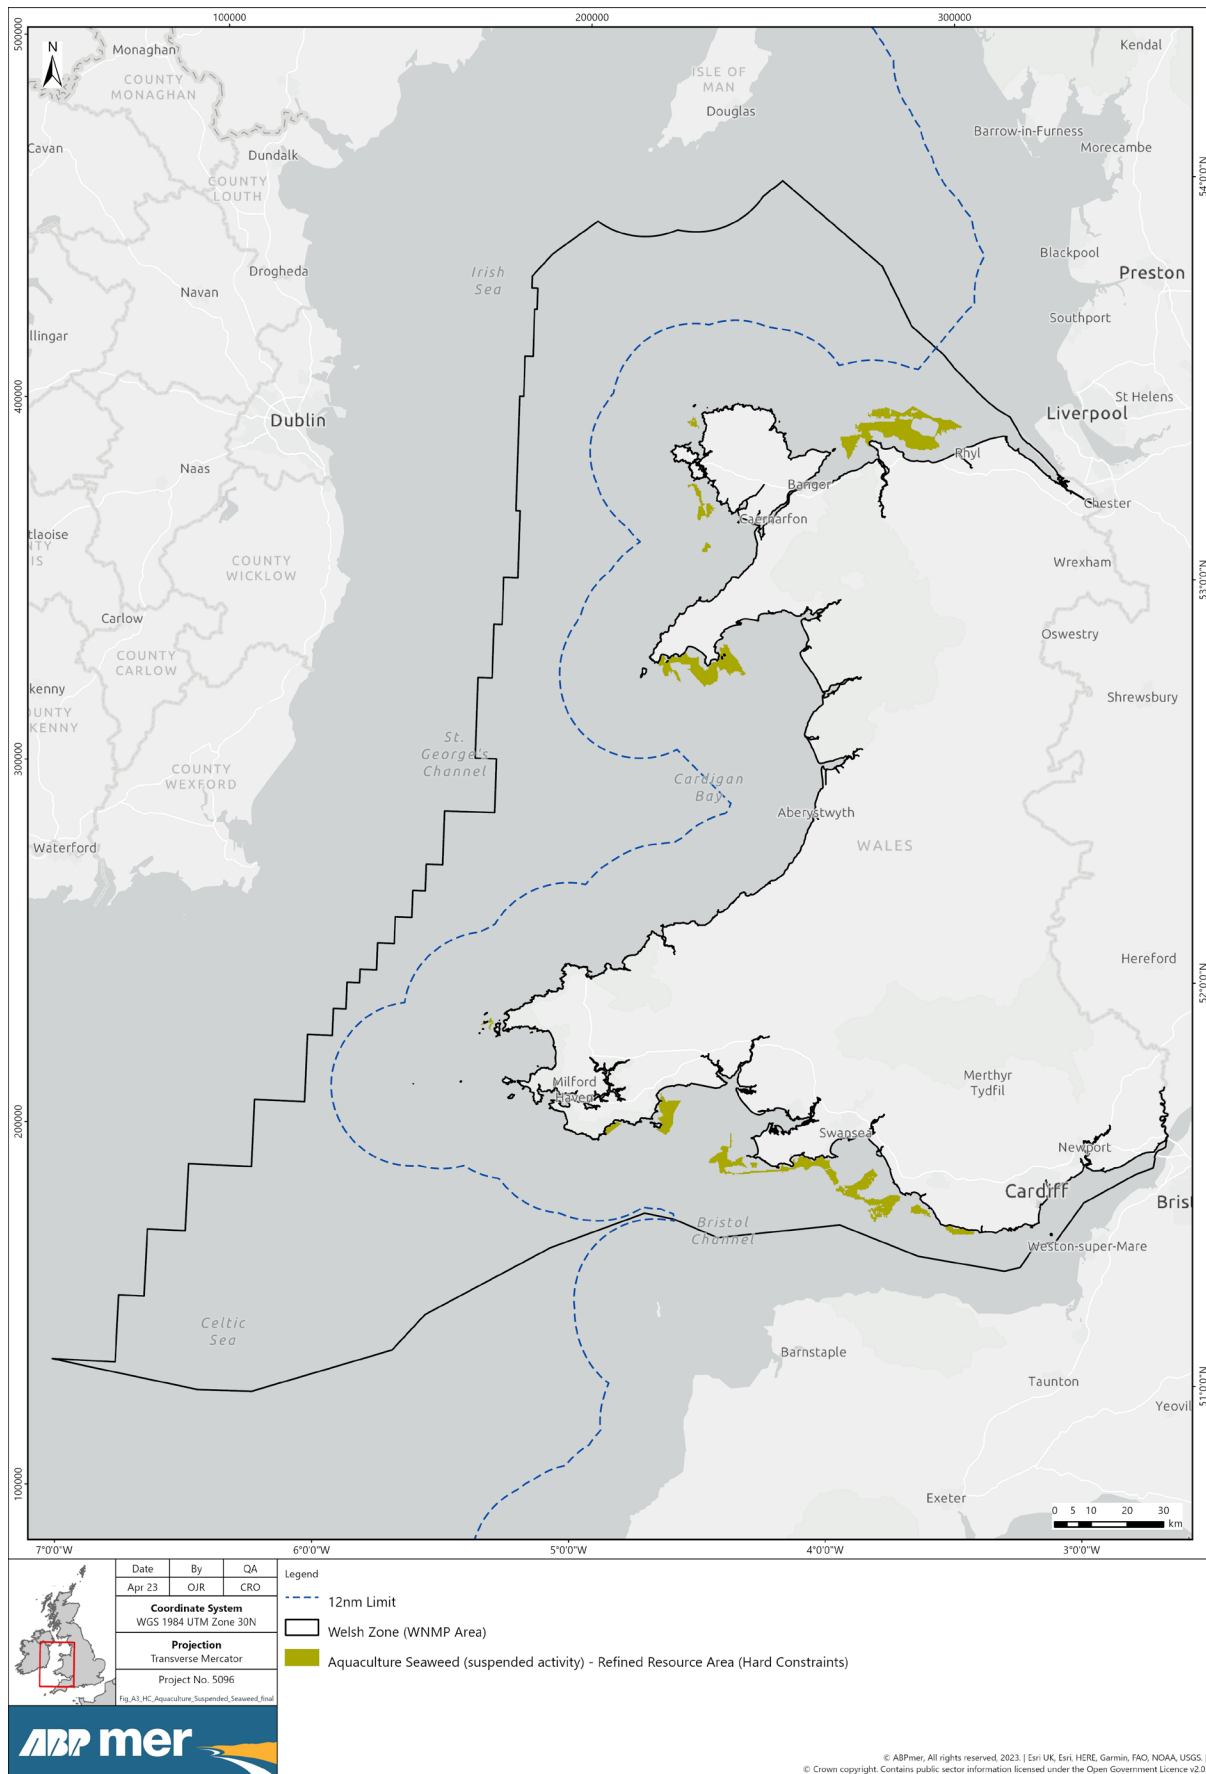 100000
200000
300000
500000
N
Monaghan
COUNTY
MONAGHAN
ISLE OF
MAN
Douglas
Kendal
Barrow-in-Furness
Morecambe
Cavan
Dundalk
COUNTY
LOUTH
54°0'0"N
Drogheda
Irish
Sea
Blackpool
Preston
Navan
Southport
llingar
400000
Dublin
St Helens
Liverpool
Naas
Rhyl
Bangor
Chester
Caernarfon
tlaoise
NTY
IS
COUNTY
WICKLOW
Wrexham
53°0'0"N
Carlow
Oswestry
COUNTY
CARLOW
kenny
OUNTY
KENNY
Shrewsbury
St.
George's
Channel
300000
COUNTY
WEXFORD
Cardigan
Bay
Aberystwyth
Waterford
WALES
Hereford
52°0'0"N
Milford
Haven
Merthyr
Tydfil
200000
Swansea
Newport
Cardiff
Brist
Bristol
Channel
Weston-super-Mare
Celtic
Sea
Barnstaple
Taunton
51°0'0"N
Yeovil
100000
Exeter
0 5 10 20 30
km
7°0'0"W
6°0'0"W
5°0'0"W
4°0'0"W
3°0'0"W
Date By QA
Apr 23 OJR CRO
Coordinate System
WGS 1984 UTM Zone 30N
Projection
Transverse Mercator
Project No. 5096
Fig_A3_HC_Aquaculture_Suspended_Seaweed_final
Legend
12nm Limit
Welsh Zone (WNMP Area)
Aquaculture Seaweed (suspended activity) - Refined Resource Area (Hard Constraints)
ABP mer
© ABPmer, All rights reserved, 2023. | Esri UK, Esri, HERE, Garmin, FAO, NOAA, USGS. |
© Crown copyright. Contains public sector information licensed under the Open Government Licence v2.0.